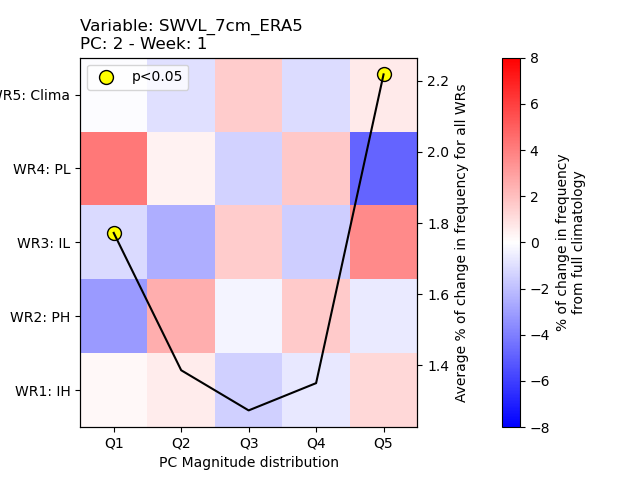 Variable: SWVL_7cm_ERA5
PC: 2 - Week: 1
p<0.05
WR5: Clima
WR4: PL
WR3: IL
WR2: PH
WR1: IH
Q1 Q2 Q3 Q4 Q5
PC Magnitude distribution
2.2
2.0
1.8
1.6
1.4
Average % of change in frequency for all WRs
8
6
4
2
0
−2
−4
−6
−8
% of change in frequency
from full climatology